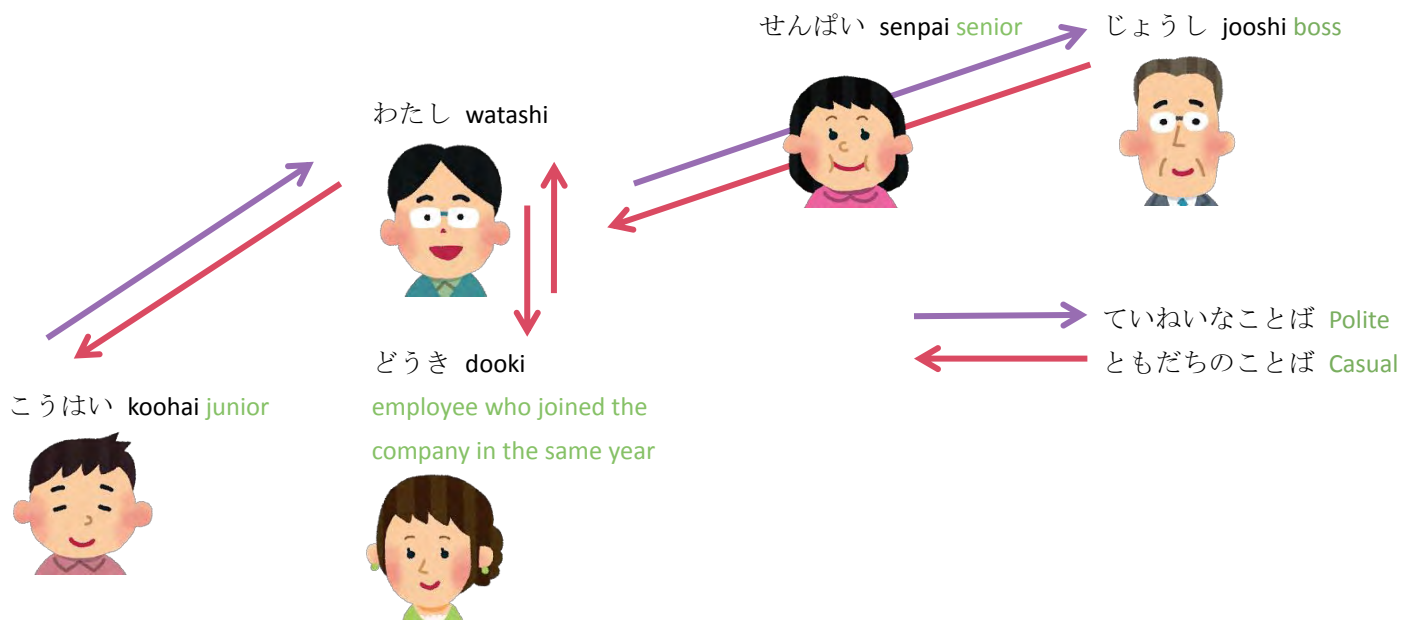 せんぱい senpai senior
じょうし jooshi boss
わたし watashi
ていねいなことば Polite
ともだちのことば Casual
どうき dooki
employee who joined the
company in the same year
こうはい koohai junior